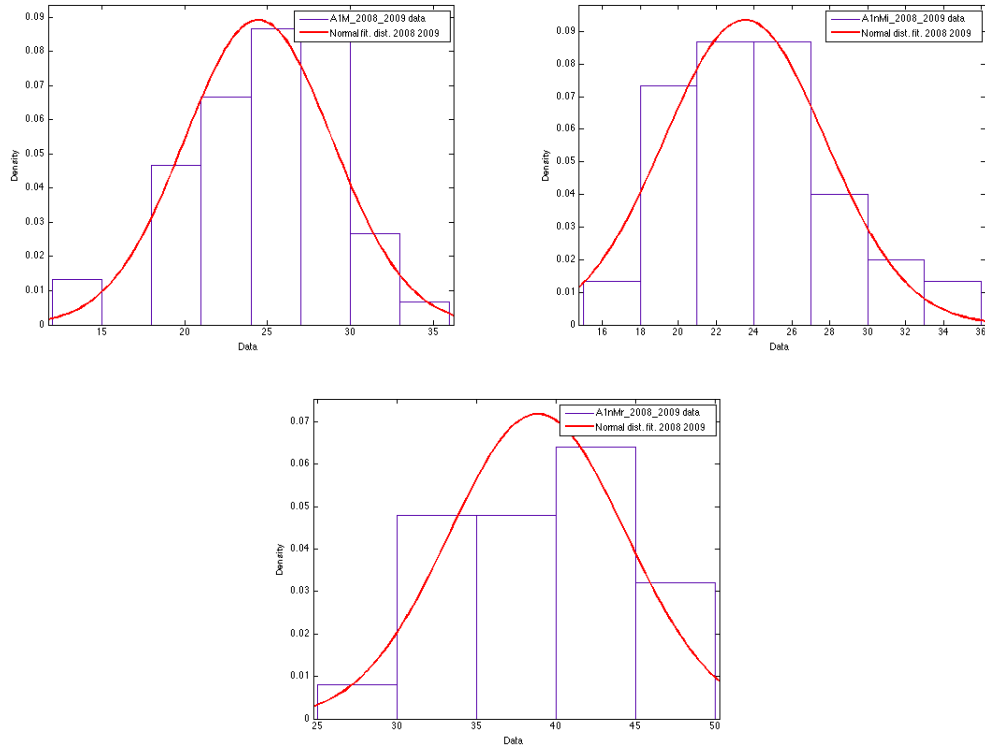 0.09
0.08
0.07
0.06
0.05
0.04
0.03
0.02
0.01
0
Density
A1M_2008_2009 data
Normal fit. dist. 2008 2009
15 20 25 30 35
Data
0.09
0.08
0.07
0.06
0.05
0.04
0.03
0.02
0.01
0
Density
A1nMi_2008_2009 data
Normal dist. fit. 2008 2009
16 18 20 22 24 26 28 30 32 34 36
Data
0.07
0.06
0.05
0.04
0.03
0.02
0.01
0
Density
A1nMr_2008_2009 data
Normal dist. fit. 2008 2009
25 30 35 40 45 50
Data